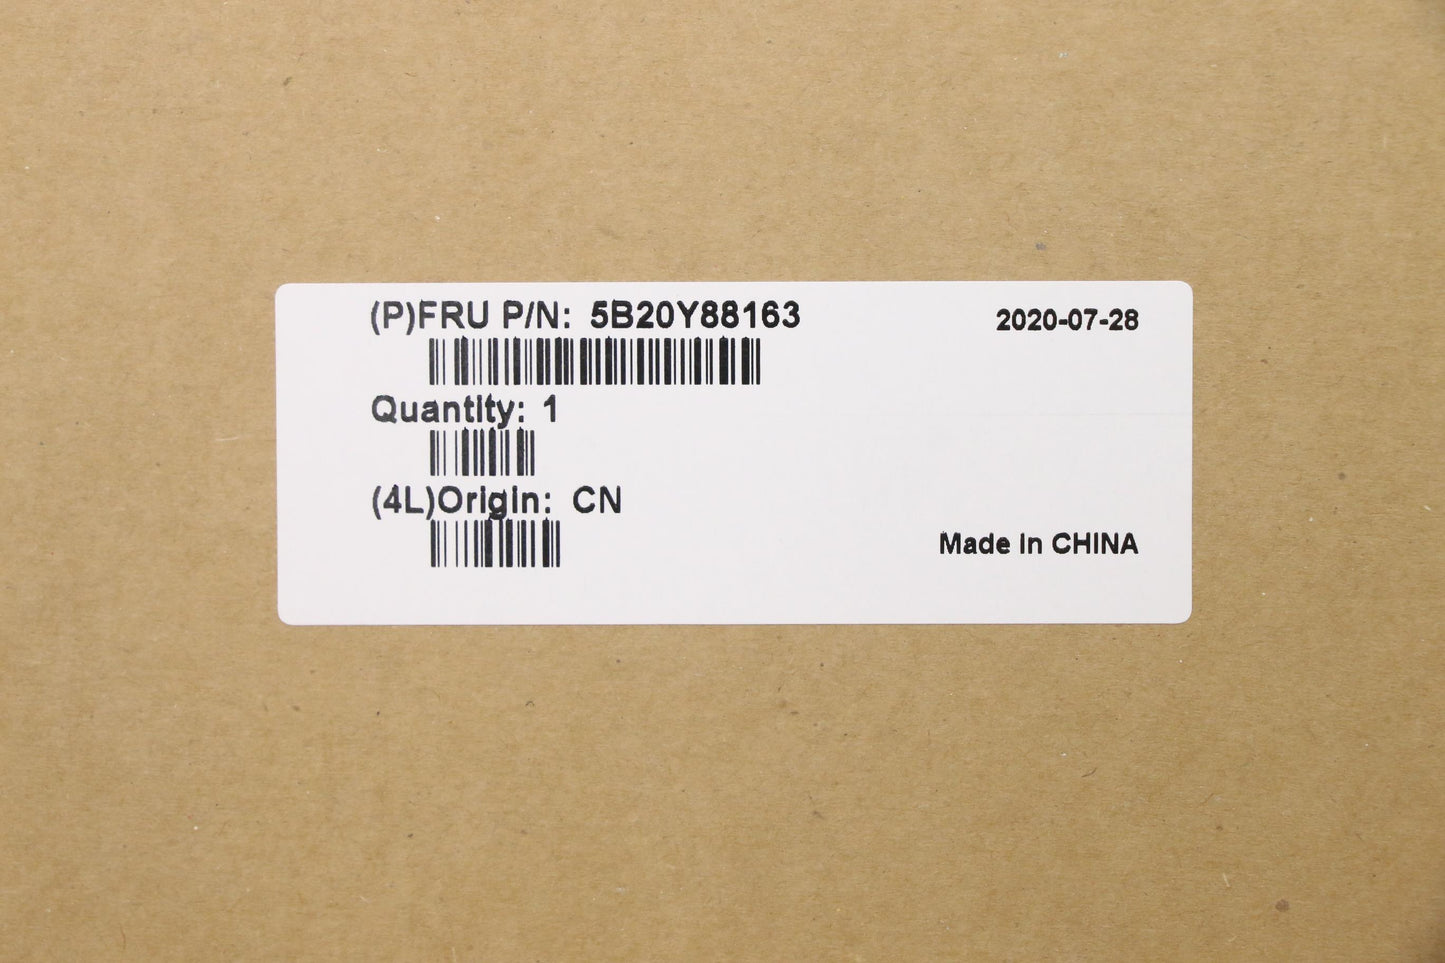 (P)FRU P/N: 5B20Y88163
2020-07-28
Quantity: 1
(4L)Origin: CN
Made in CHINA